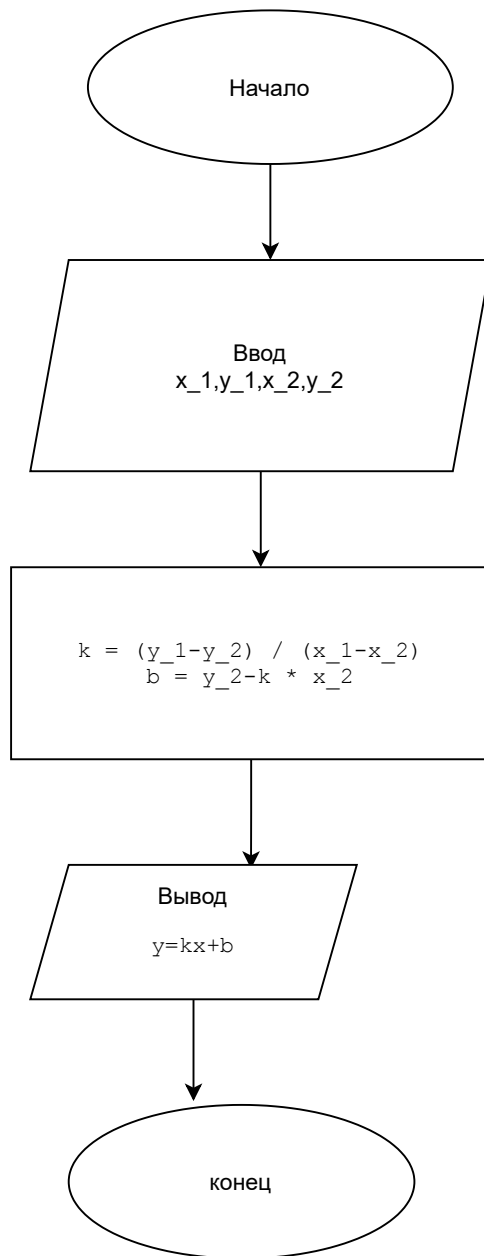 Начало
Ввод
x_1,y_1,x_2,y_2
k = (y_1-y_2) / (x_1-x_2)
b = y_2-k * x_2
Вывод
y=kx+b
конец